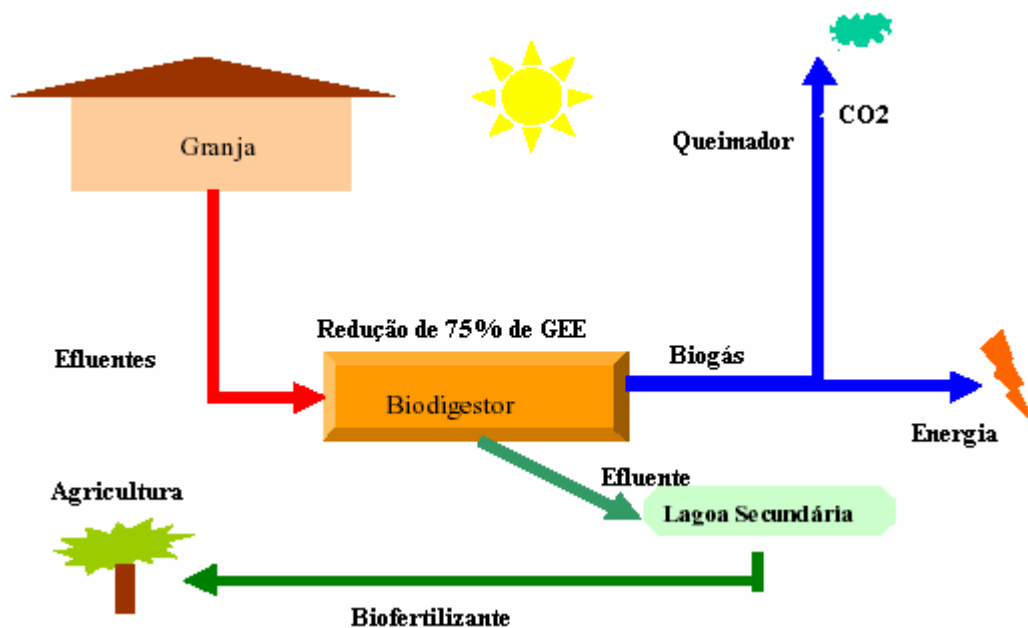 Granja
CO2
Queimador
Redução de 75% de GEE
Efluentes
Biogás
Biodigestor
Energia
Efluente
Agricultura
Lagoa Secundária
Biofertilizante